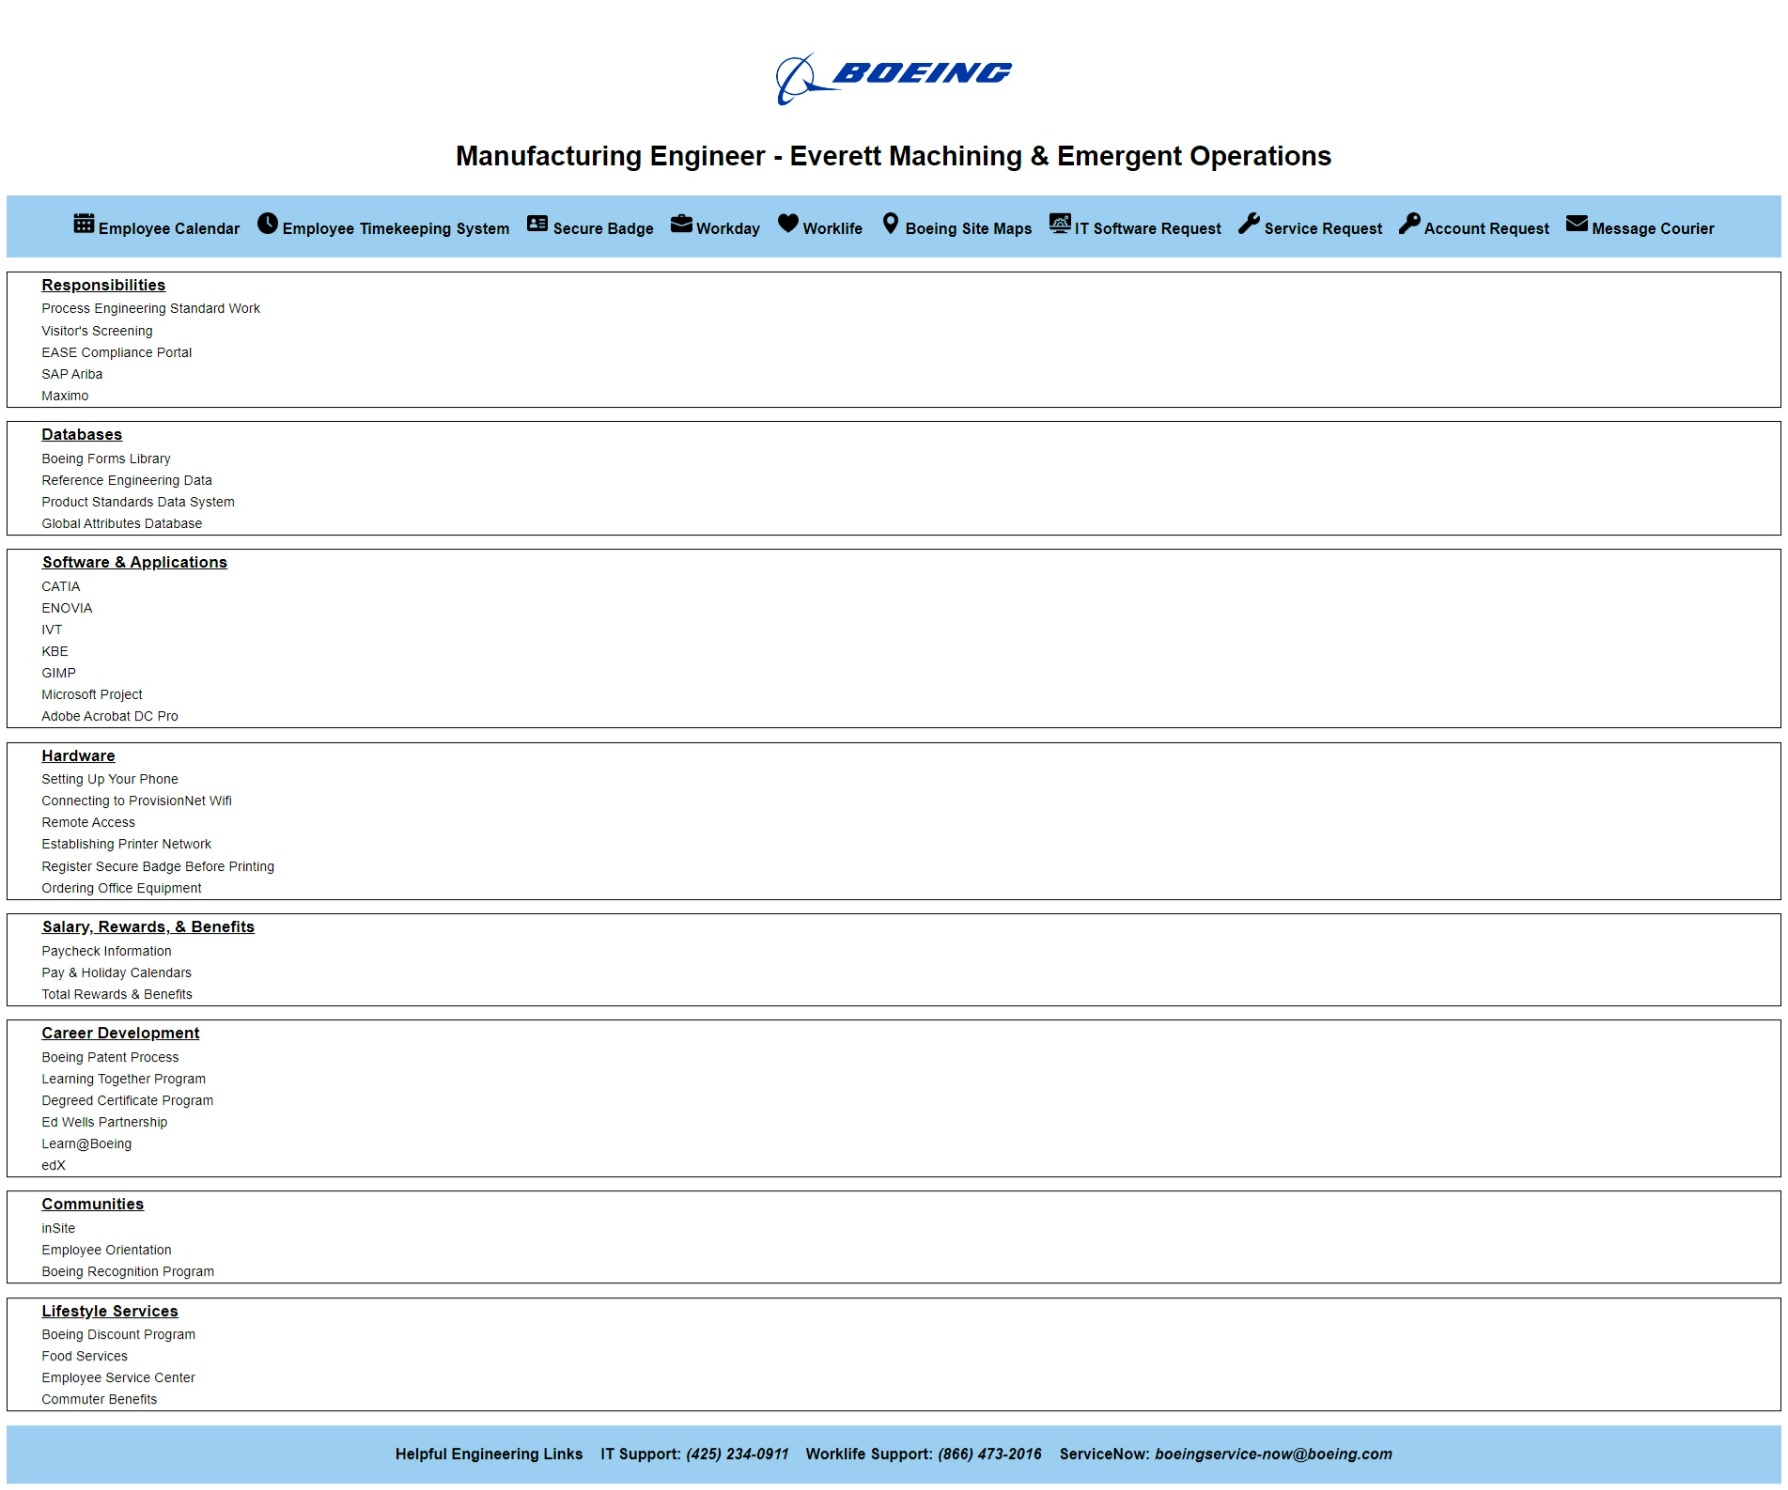 BOEING
Manufacturing Engineer - Everett Machining & Emergent Operations
Employee Calendar Employee Timekeeping System Secure Badge Workday Worklife Boeing Site Maps IT Software Request Service Request Account Request Message Courier
Responsibilities
Process Engineering Standard Work
Visitor's Screening
EASE Compliance Portal
SAP Ariba
Maximo
Databases
Boeing Forms Library
Reference Engineering Data
Product Standards Data System
Global Attributes Database
Software & Applications
CATIA
ENOVIA
IVT
KBE
GIMP
Microsoft Project
Adobe Acrobat DC Pro
Hardware
Setting Up Your Phone
Connecting to ProvisionNet Wifi
Remote Access
Establishing Printer Network
Register Secure Badge Before Printing
Ordering Office Equipment
Salary, Rewards, & Benefits
Paycheck Information
Pay & Holiday Calendars
Total Rewards & Benefits
Career Development
Boeing Patent Process
Learning Together Program
Degreed Certificate Program
Ed Wells Partnership
Learn@Boeing
edX
Communities
inSite
Employee Orientation
Boeing Recognition Program
Lifestyle Services
Boeing Discount Program
Food Services
Employee Service Center
Commuter Benefits
Helpful Engineering Links IT Support: (425) 234-0911 Worklife Support: (866) 473-2016 ServiceNow: boeingservice-now@boeing.com